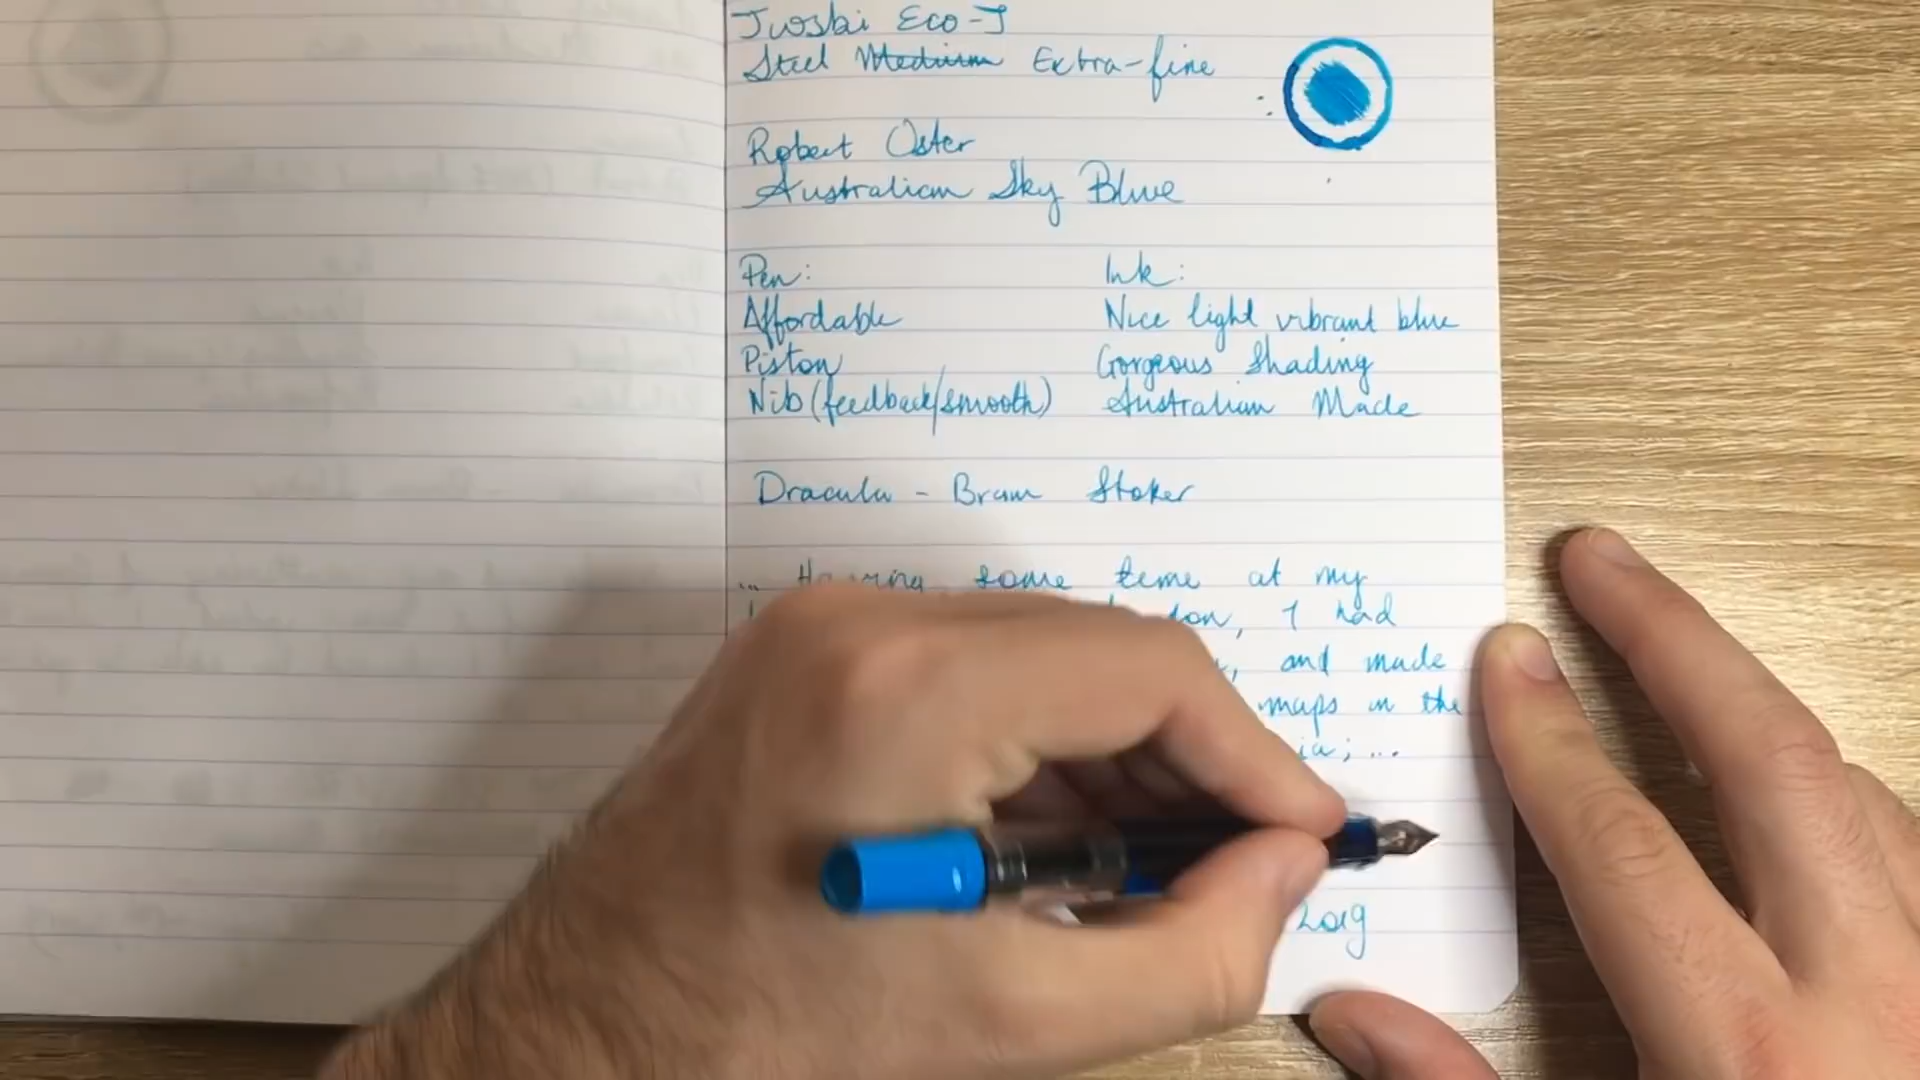 Twsbi Eco-T
Steel Medium Extra-fine
Robert Oster
Australian Sky Blue
Pen:
Affordable
Piston
Nib (feedback/smooth)
Ink:
Nice light vibrant blue
Gorgeous Shading
Australian Made
Dracula - Bram Stoker
... Having some time at my
I had
and made
maps in the
...